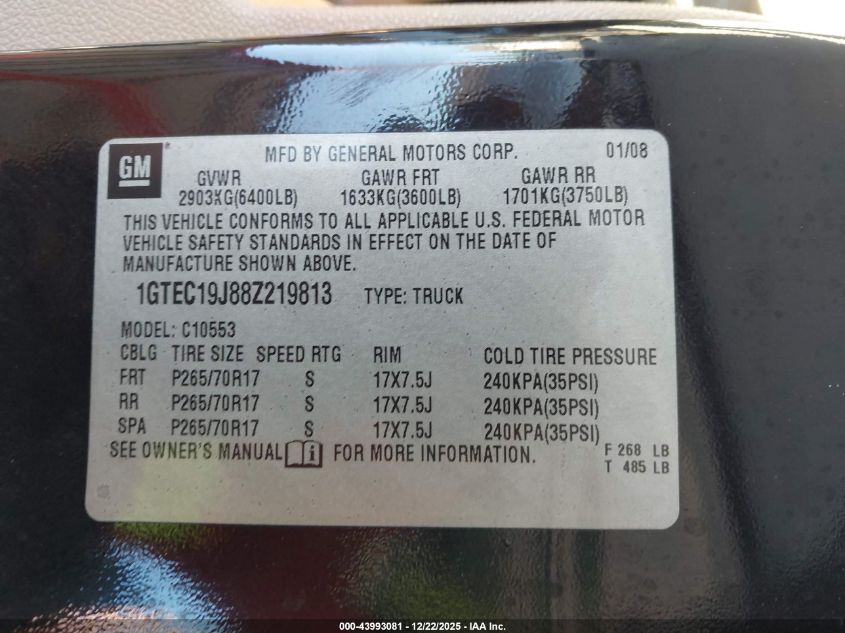 GM
MFD BY GENERAL MOTORS CORP. 01/08
GVWR GAWR FRT GAWR RR
2903KG(6400LB) 1633KG(3600LB) 1701KG(3750LB)
THIS VEHICLE CONFORMS TO ALL APPLICABLE U.S. FEDERAL MOTOR
VEHICLE SAFETY STANDARDS IN EFFECT ON THE DATE OF
MANUFACTURE SHOWN ABOVE.
1GTEC19J88Z219813 TYPE: TRUCK
MODEL: C10553
CBLG TIRE SIZE SPEED RTG RIM COLD TIRE PRESSURE
FRT P265/70R17 S 17X7.5J 240KPA(35PSI)
RR P265/70R17 S 17X7.5J 240KPA(35PSI)
SPA P265/70R17 S 17X7.5J 240KPA(35PSI)
SEE OWNER'S MANUAL i FOR MORE INFORMATION. F 268 LB
T 485 LB
000-43993081 - 12/22/2025 - IAA Inc.